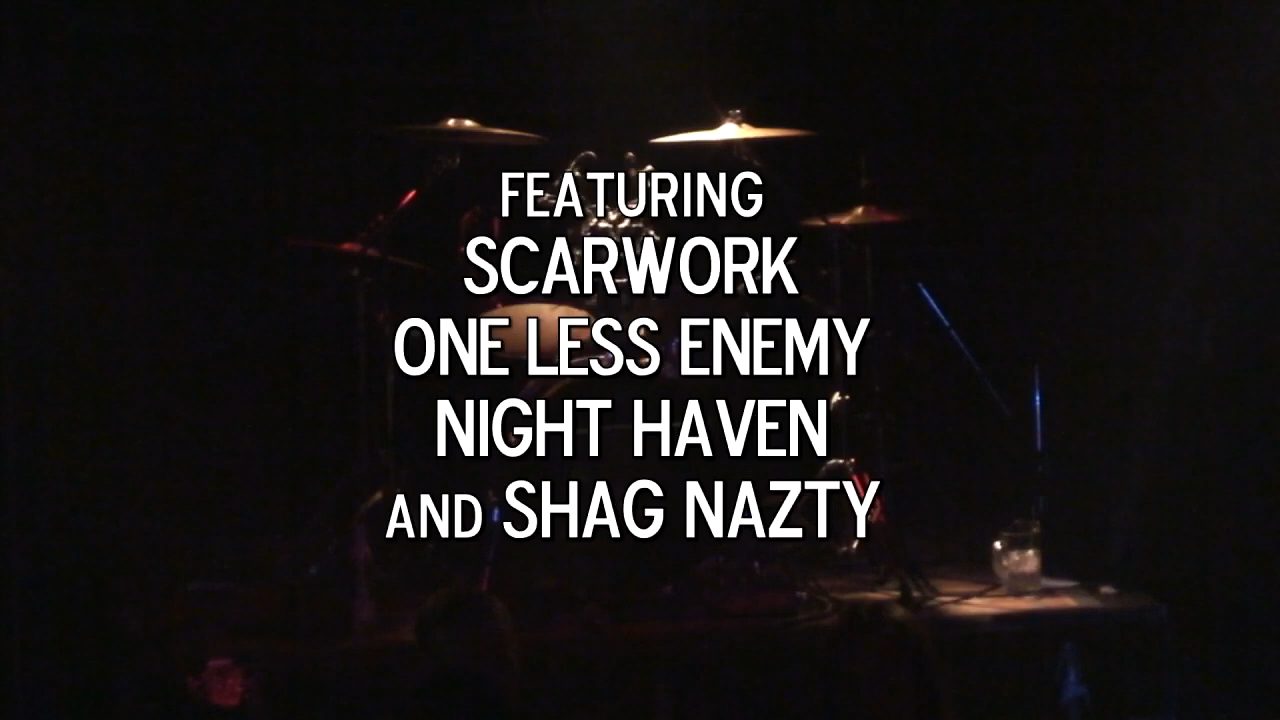 FEATURING
SCARWORK
ONE LESS ENEMY
NIGHT HAVEN
AND SHAG NAZTY